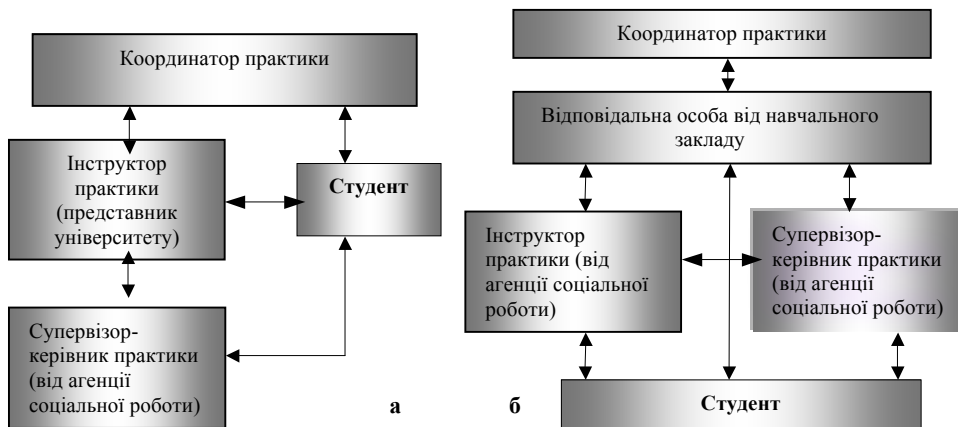 Координатор практики
Інструктор
практики
(представник
університету)
Студент
Супервізор-
керівник практики
(від агенції
соціальної роботи)
а
Координатор практики
Відповідальна особа від навчального
закладу
Інструктор
практики (від
агенції соціальної
роботи)
Супервізор-
керівник практики
(від агенції
соціальної роботи)
б
Студент